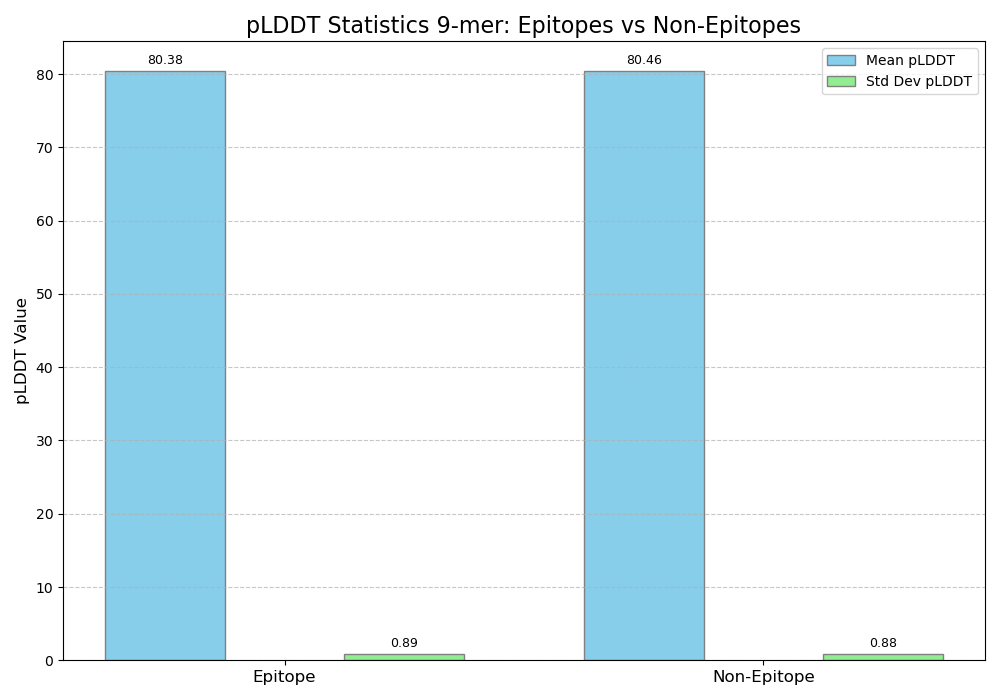 pLDDT Statistics 9-mer: Epitopes vs Non-Epitopes
80.38
80.46
Mean pLDDT
Std Dev pLDDT
80
70
60
50
40
30
20
10
0
pLDDT Value
0.89
0.88
Epitope
Non-Epitope